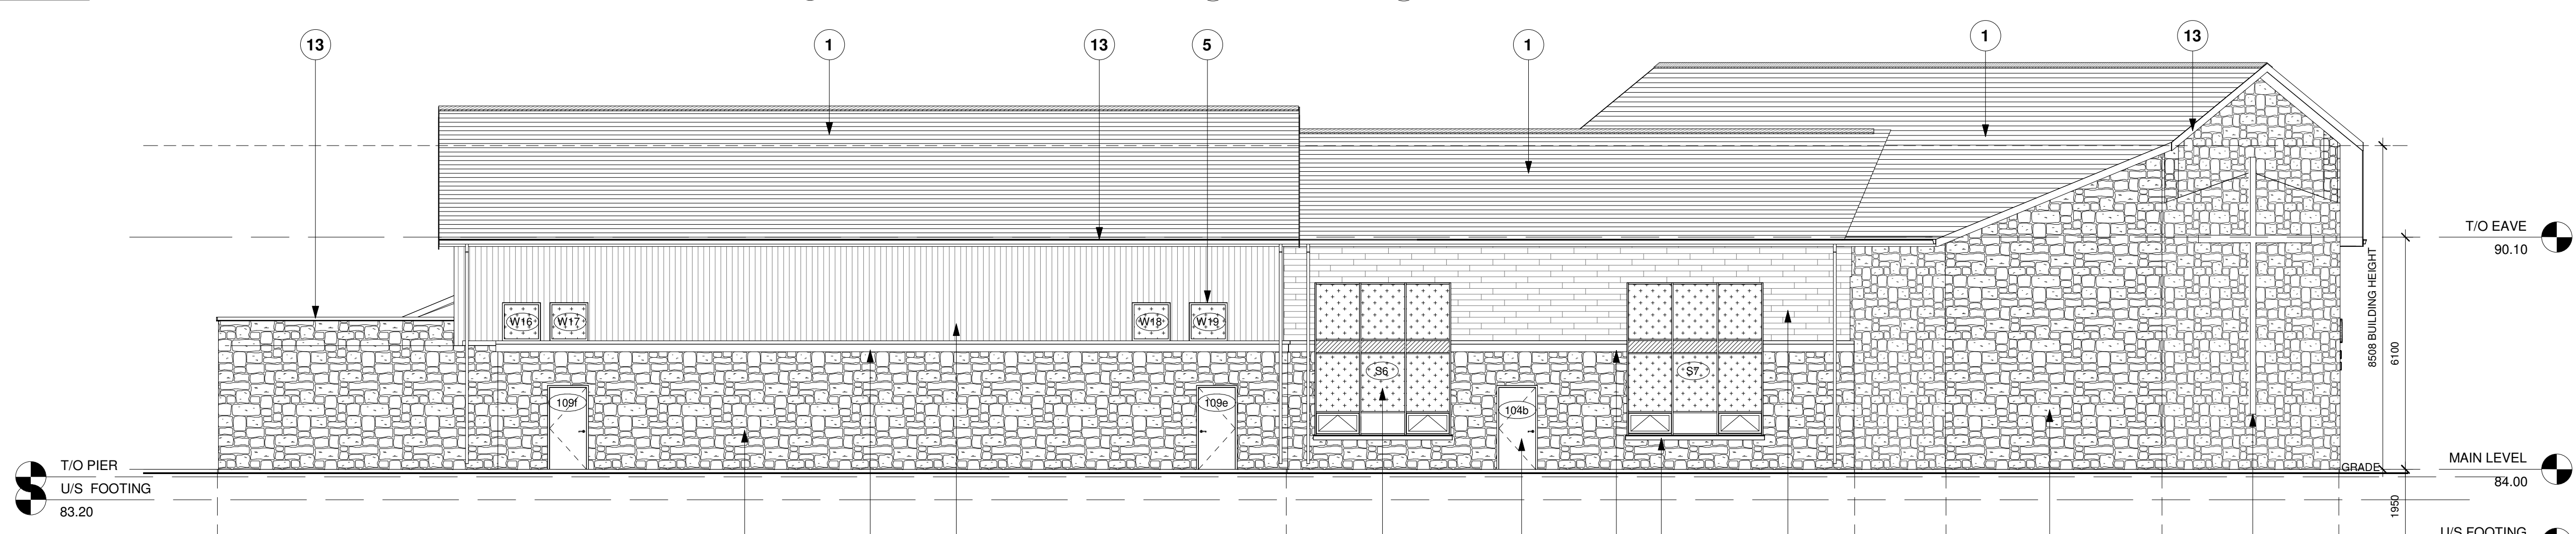 13
1
13
5
1
1
13
T/O EAVE
90.10
8508 BUILDING HEIGHT
6100
W16
W17
W18
W19
S6
S7
109f
109e
104b
T/O PIER
U/S FOOTING
83.20
GRADE
MAIN LEVEL
84.00
1950
U/S FOOTING